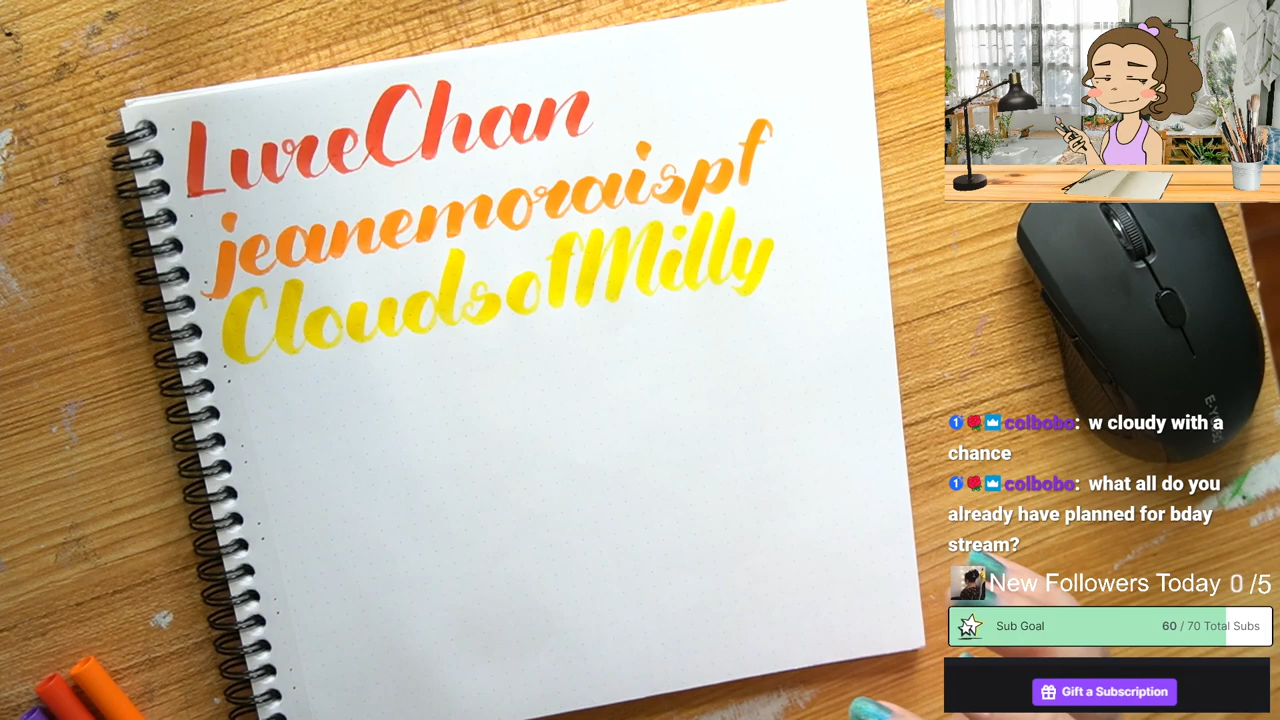 LureChan
jeanemoraispf
CloudsofMilly
colbobo: w cloudy with a
chance
colbobo: what all do you
already have planned for bday
stream?
New Followers Today 0 /5
Sub Goal
60 / 70 Total Subs
Gift a Subscription